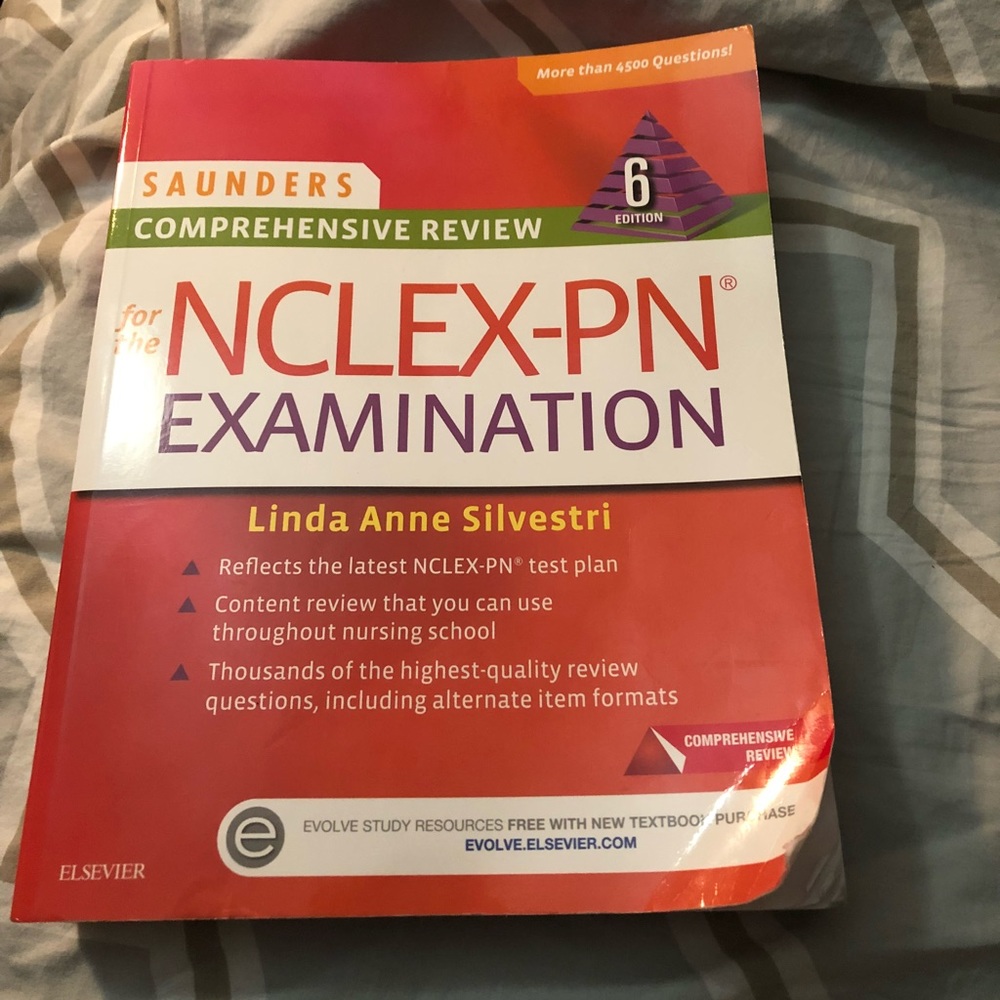 More than 4500 Questions!
SAUNDERS
COMPREHENSIVE REVIEW
6
EDITION
for
the
NCLEX-PN®
EXAMINATION
Linda Anne Silvestri
Reflects the latest NCLEX-PN® test plan
Content review that you can use
throughout nursing school
Thousands of the highest-quality review
questions, including alternate item formats
COMPREHENSIVE
REVIEW
e
EVOLVE STUDY RESOURCES FREE WITH NEW TEXTBOOK PURCHASE
EVOLVE.ELSEVIER.COM
ELSEVIER